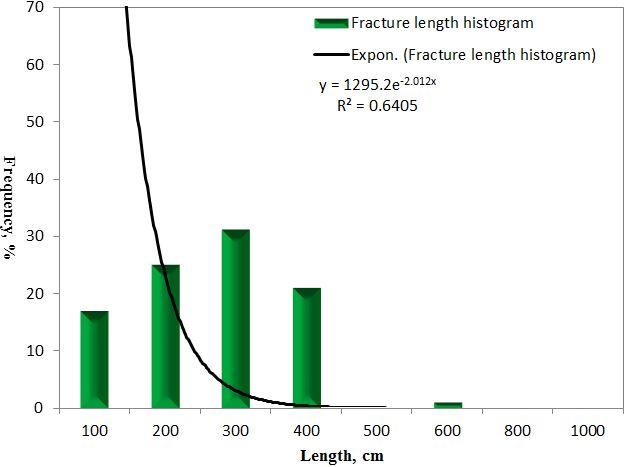 70
60
50
40
30
20
10
0
Frequency, %
Fracture length histogram
Expon. (Fracture length histogram)
y = 1295.2e^-2.012x
R² = 0.6405
100 200 300 400 500 600 800 1000
Length, cm